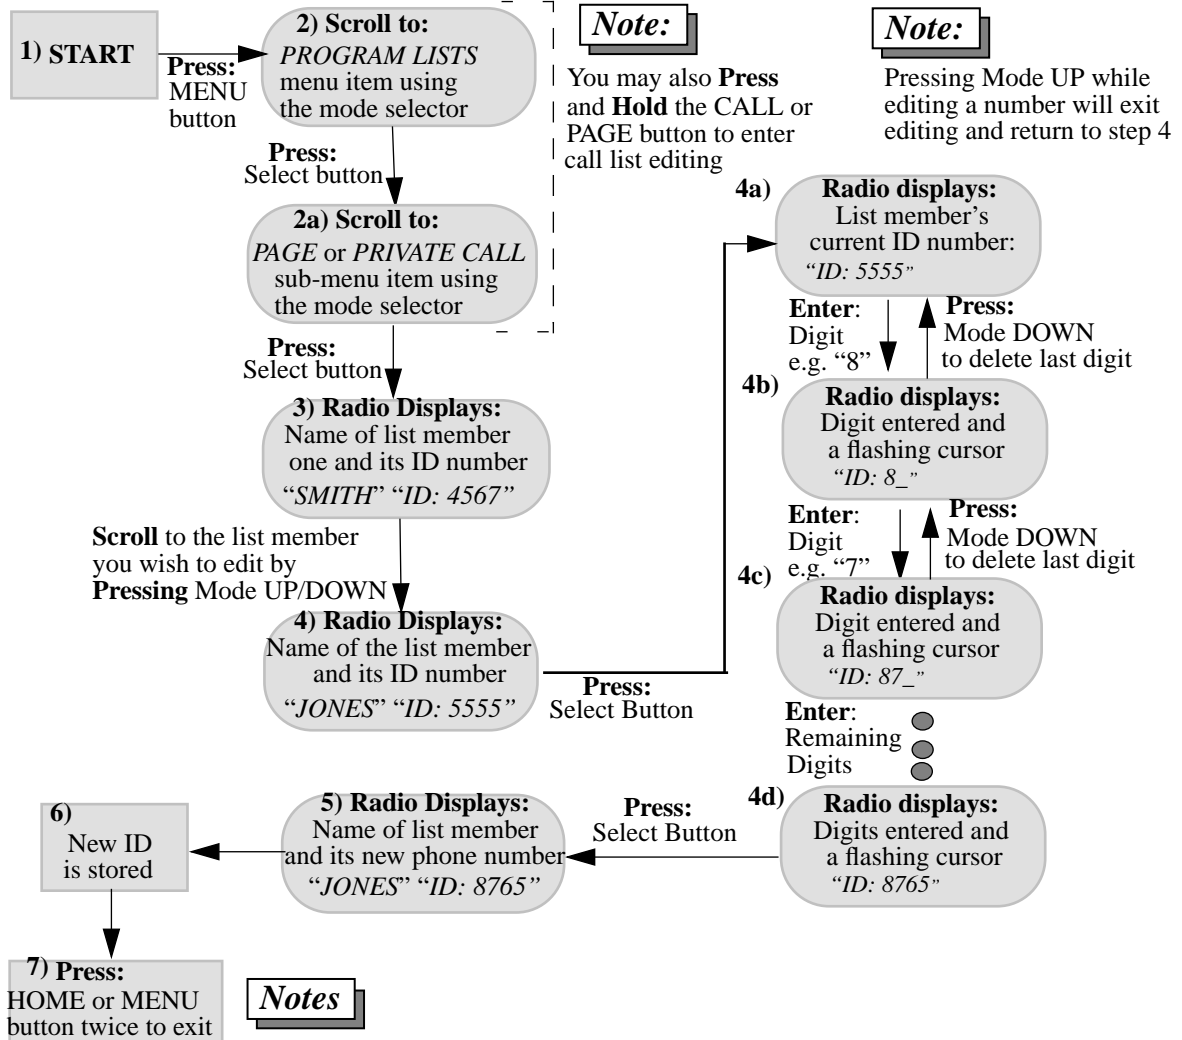 1) START
Press:
MENU
button
2) Scroll to:
PROGRAM LISTS
menu item using
the mode selector
Press:
Select button
2a) Scroll to:
PAGE or PRIVATE CALL
sub-menu item using
the mode selector
Press:
Select button
3) Radio Displays:
Name of list member
one and its ID number
“SMITH” “ID: 4567”
Scroll to the list member
you wish to edit by
Pressing Mode UP/DOWN
4) Radio Displays:
Name of the list member
and its ID number
“JONES” “ID: 5555”
Press:
Select Button
Note:
You may also Press
and Hold the CALL or
PAGE button to enter
call list editing
Note:
Pressing Mode UP while
editing a number will exit
editing and return to step 4
4a)
Radio displays:
List member’s
current ID number:
“ID: 5555”
Enter:
Digit
e.g. “8”
Press:
Mode DOWN
to delete last digit
4b)
Radio displays:
Digit entered and
a flashing cursor
“ID: 8_”
Enter:
Digit
e.g. “7”
Press:
Mode DOWN
to delete last digit
4c)
Radio displays:
Digit entered and
a flashing cursor
“ID: 87_”
Enter:
Remaining
Digits
4d)
Radio displays:
Digits entered and
a flashing cursor
“ID: 8765”
Press:
Select Button
5) Radio Displays:
Name of list member
and its new phone number
“JONES” “ID: 8765”
6)
New ID
is stored
7) Press:
HOME or MENU
button twice to exit
Notes